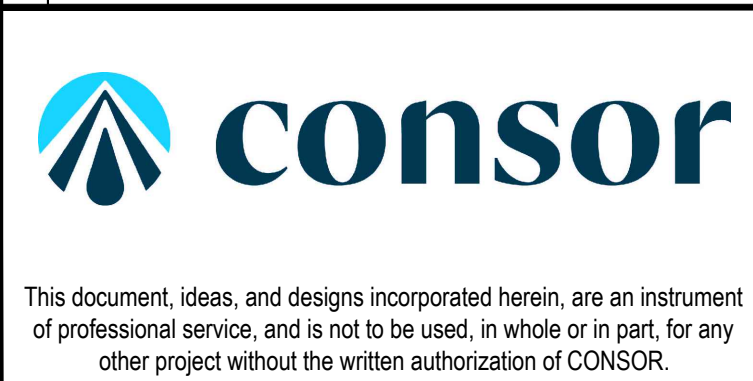 consor
This document, ideas, and designs incorporated herein, are an instrument
of professional service, and is not to be used, in whole or in part, for any
other project without the written authorization of CONSOR.